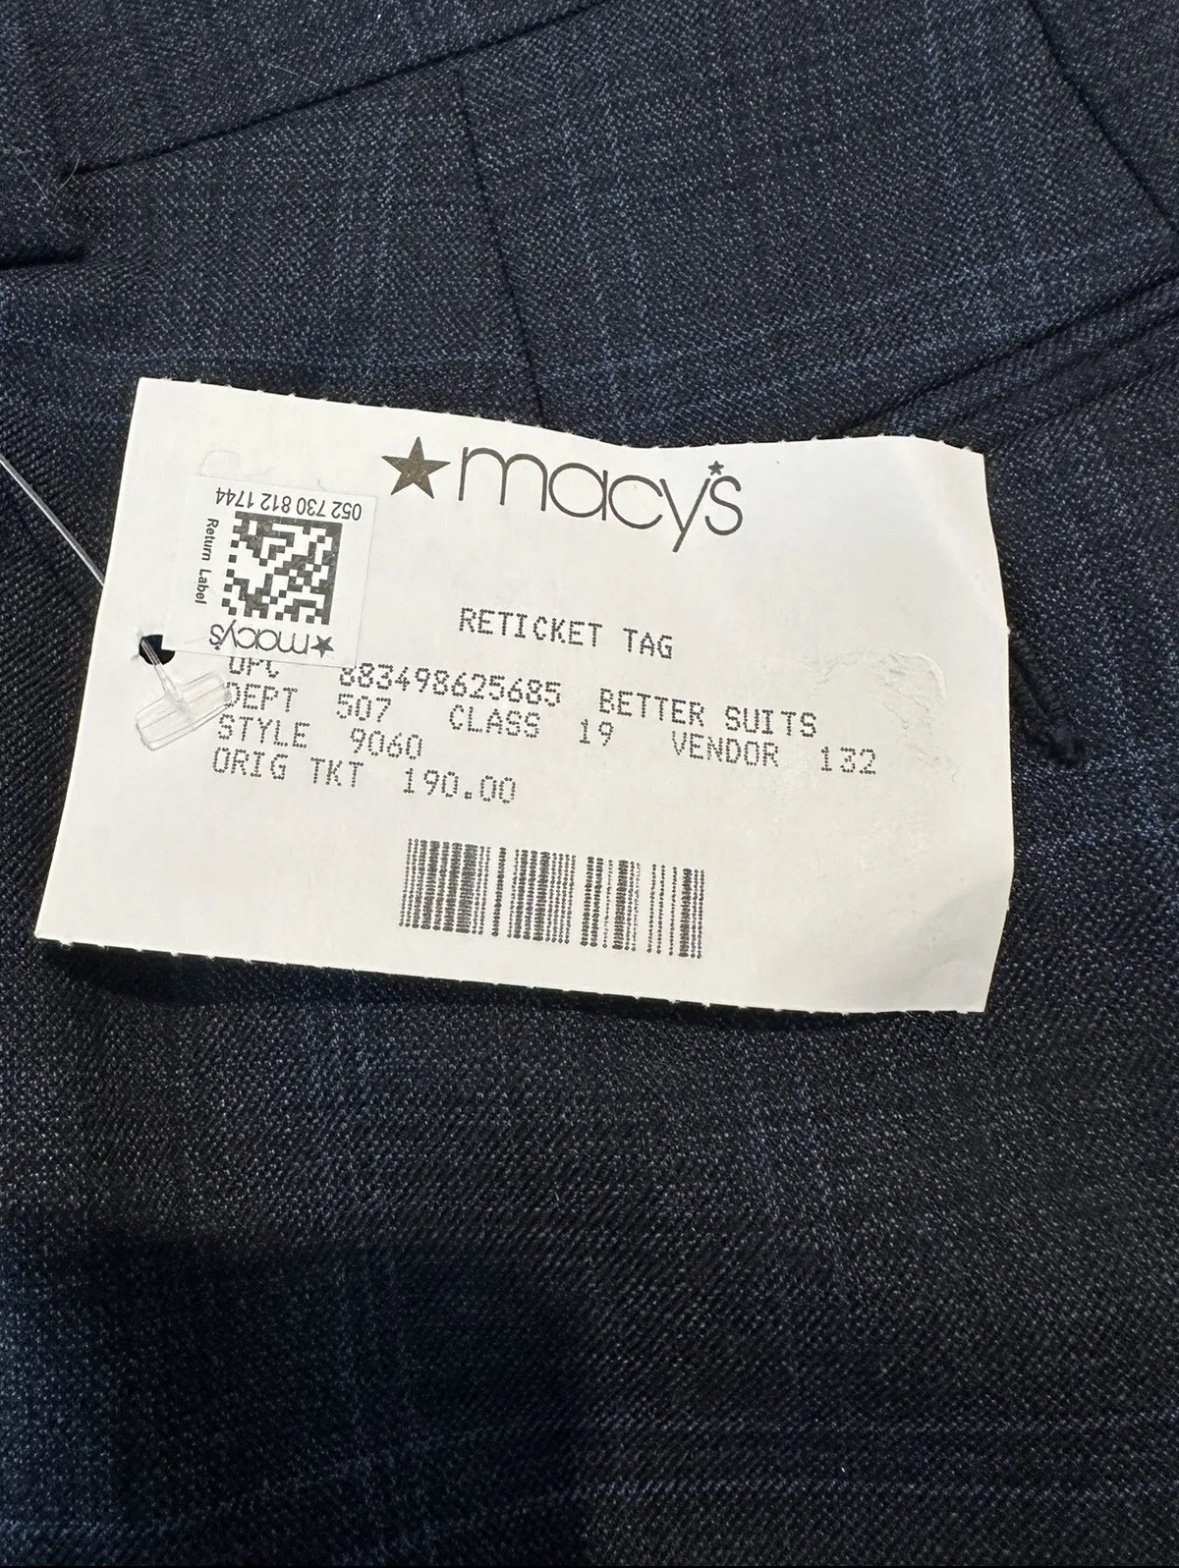 macy's
052 730 812 1744
Return Label
macy's
RETICKET TAG
UPC 883498625685 BETTER SUITS
DEPT 507 CLASS 19 VENDOR 132
STYLE 9060
ORIG TKT 190.00